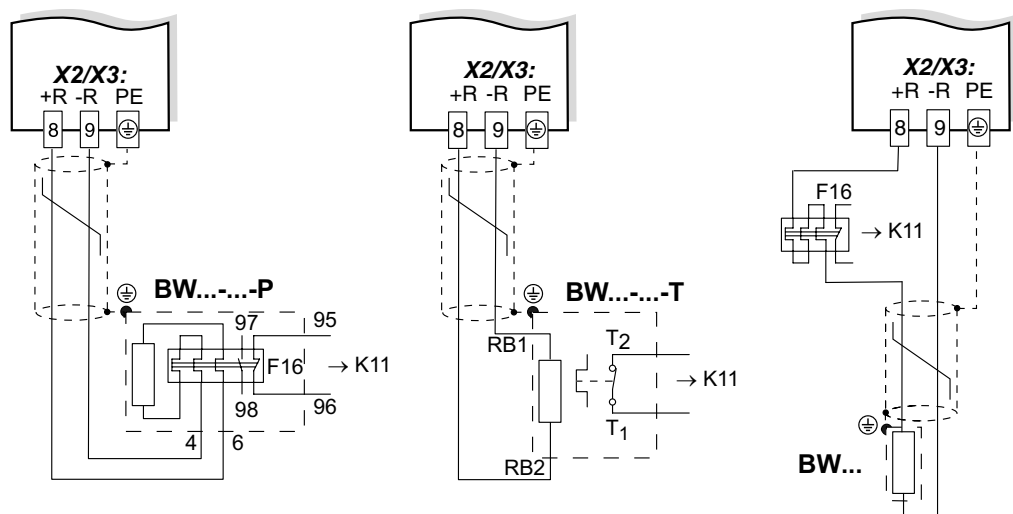 X2/X3:
+R -R PE
8 9
BW...-...-P
97 95
F16 → K11
98 96
4 6
X2/X3:
+R -R PE
8 9
BW...-...-T
RB1 T2
→ K11
T1
RB2
X2/X3:
+R -R PE
8 9
F16
→ K11
BW...